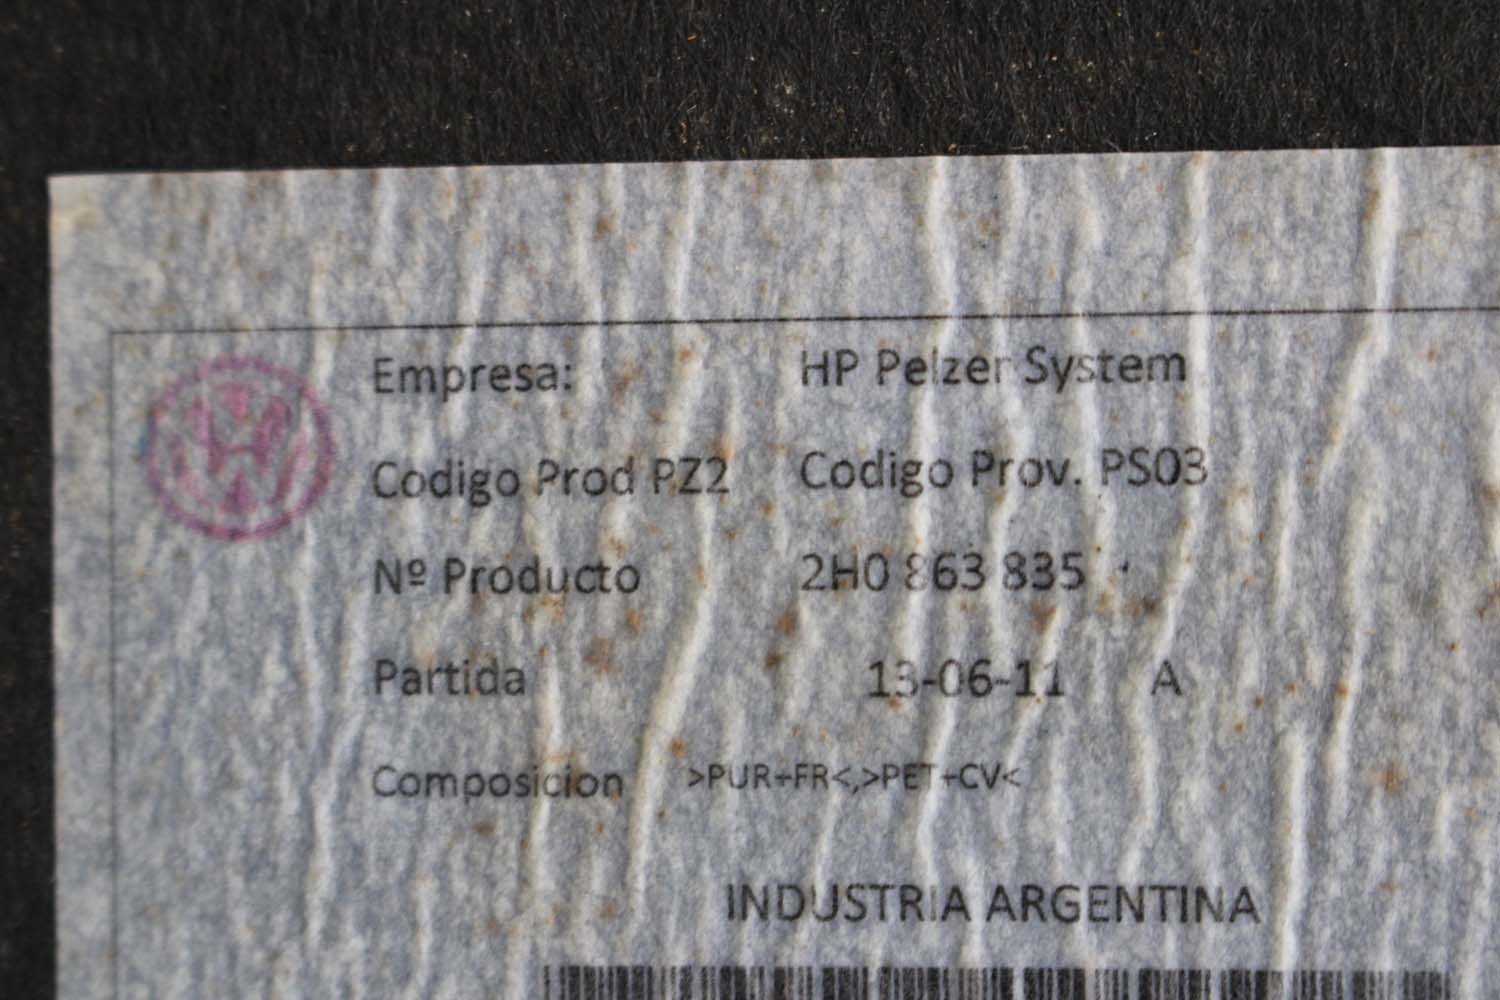 Empresa: HP Pelzer System
Codigo Prod PZ2 Codigo Prov. PS03
Nº Producto 2H0 863 835
Partida 13-06-11 A
Composicion >PUR+FR<,>PET+CV<
INDUSTRIA ARGENTINA